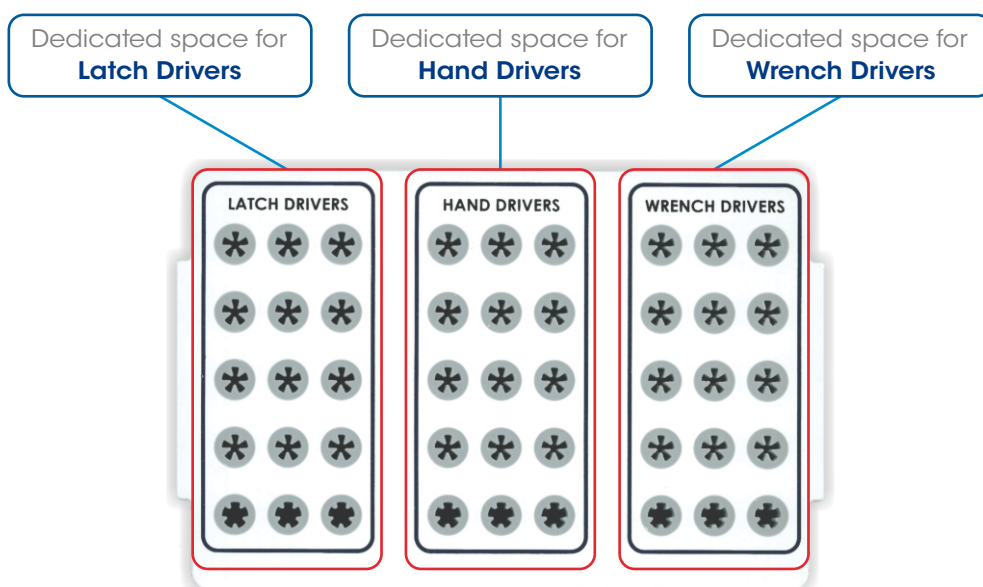 Dedicated space for
Latch Drivers
Dedicated space for
Hand Drivers
Dedicated space for
Wrench Drivers
LATCH DRIVERS
HAND DRIVERS
WRENCH DRIVERS